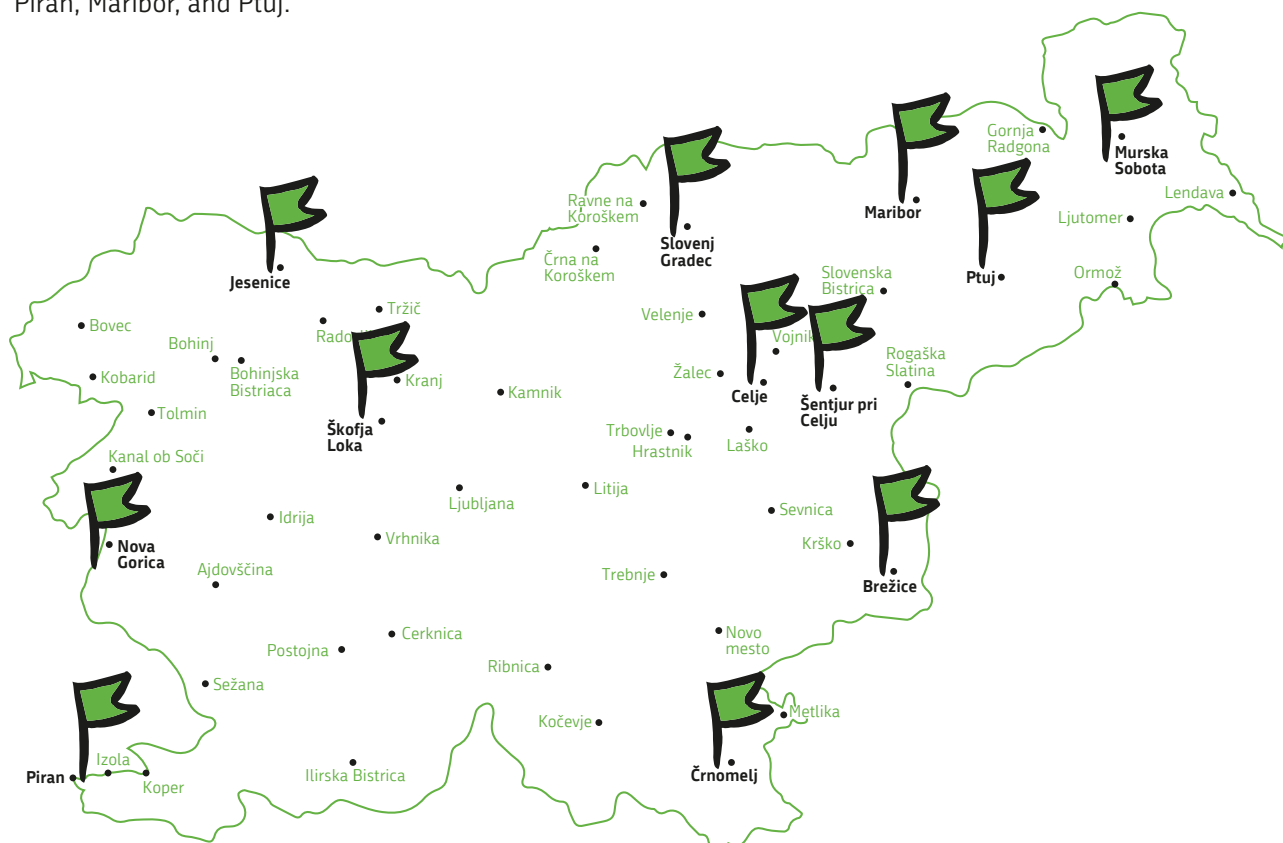 Piran, Maribor, and Ptuj.
Gornja
Radgona
Murska
Sobota
Lendava
Maribor
Ljutomer
Ravne na
Koroškem
Slovenj
Gradec
Črna na
Koroškem
Ptuj
Ormož
Slovenska
Bistrica
Jesenice
Tržič
Velenje
Bovec
Vojnik
Bohinj
Rogaška
Slatina
Kobarid
Bohinjska
Bistriaca
Kranj
Kamnik
Žalec
Celje
Šentjur pri
Celju
Tolmin
Škofja
Loka
Trbovlje
Hrastnik
Laško
Kanal ob Soči
Ljubljana
Litija
Sevnica
Idrija
Vrhnika
Krško
Nova
Gorica
Ajdovščina
Trebnje
Brežice
Cerknica
Novo
mesto
Postojna
Ribnica
Sežana
Kočevje
Metlika
Izola
Piran
Koper
Ilirska Bistrica
Črnomelj